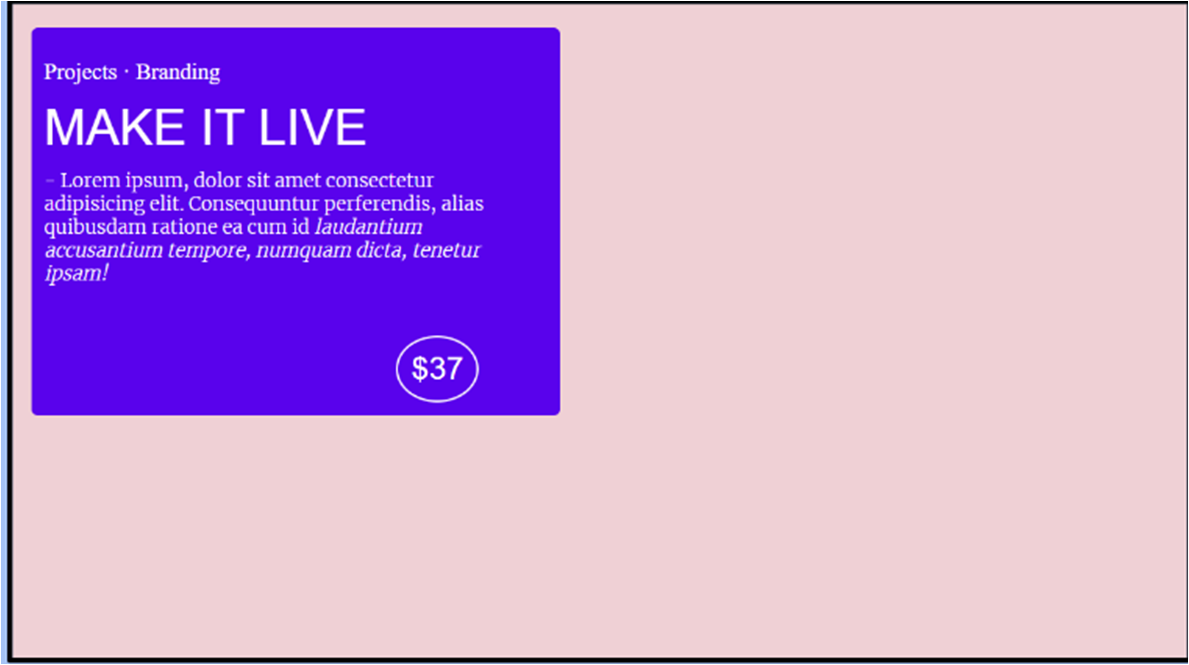 Projects · Branding
MAKE IT LIVE
- Lorem ipsum, dolor sit amet consectetur
adipisicing elit. Consequuntur perferendis, alias
quibusdam ratione ea cum id laudantium
accusantium tempore, numquam dicta, tenetur
ipsam!
$37